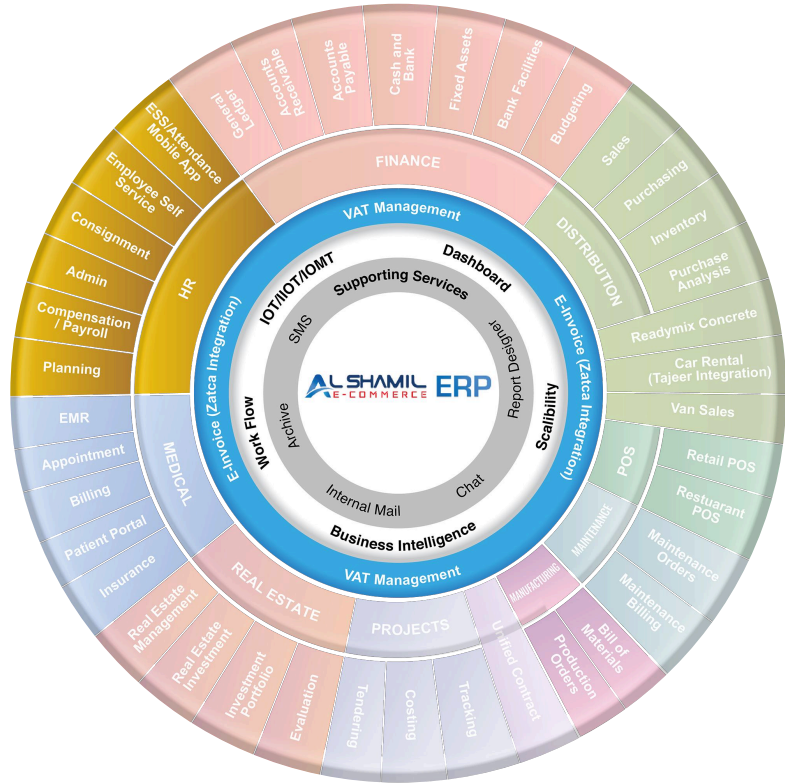 General
Ledger
Accounts
Receivable
Accounts
Payable
Cash and
Bank
Fixed Assets
Bank Facilities
Budgeting
FINANCE
Sales
Purchasing
Inventory
Purchase
Analysis
DISTRIBUTION
Readymix Concrete
Car Rental
(Tajeer Integration)
Van Sales
POS
Retail POS
Restuarant
POS
MAINTENANCE
Maintenance
Orders
Maintenance
Billing
MANUFACTURING
Bill of
Materials
Production
Orders
Unified Contract
PROJECTS
Tracking
Costing
Tendering
REAL ESTATE
Evaluation
Investment
Portfolio
Real Estate
Investment
Real Estate
Management
MEDICAL
Insurance
Patient Portal
Billing
Appointment
EMR
HR
Planning
Compensation
/ Payroll
Admin
Consignment
Employee Self
Service
ESS/Attendance
Mobile App
VAT Management
E-Invoice (Zatca Integration)
VAT Management
E-Invoice (Zatca Integration)
IOT/IIOT/IOMT
Dashboard
Scalibility
Business Intelligence
Work Flow
Supporting Services
Report Designer
Chat
Internal Mail
Archive
SMS
AL SHAMIL
E-COMMERCE
ERP